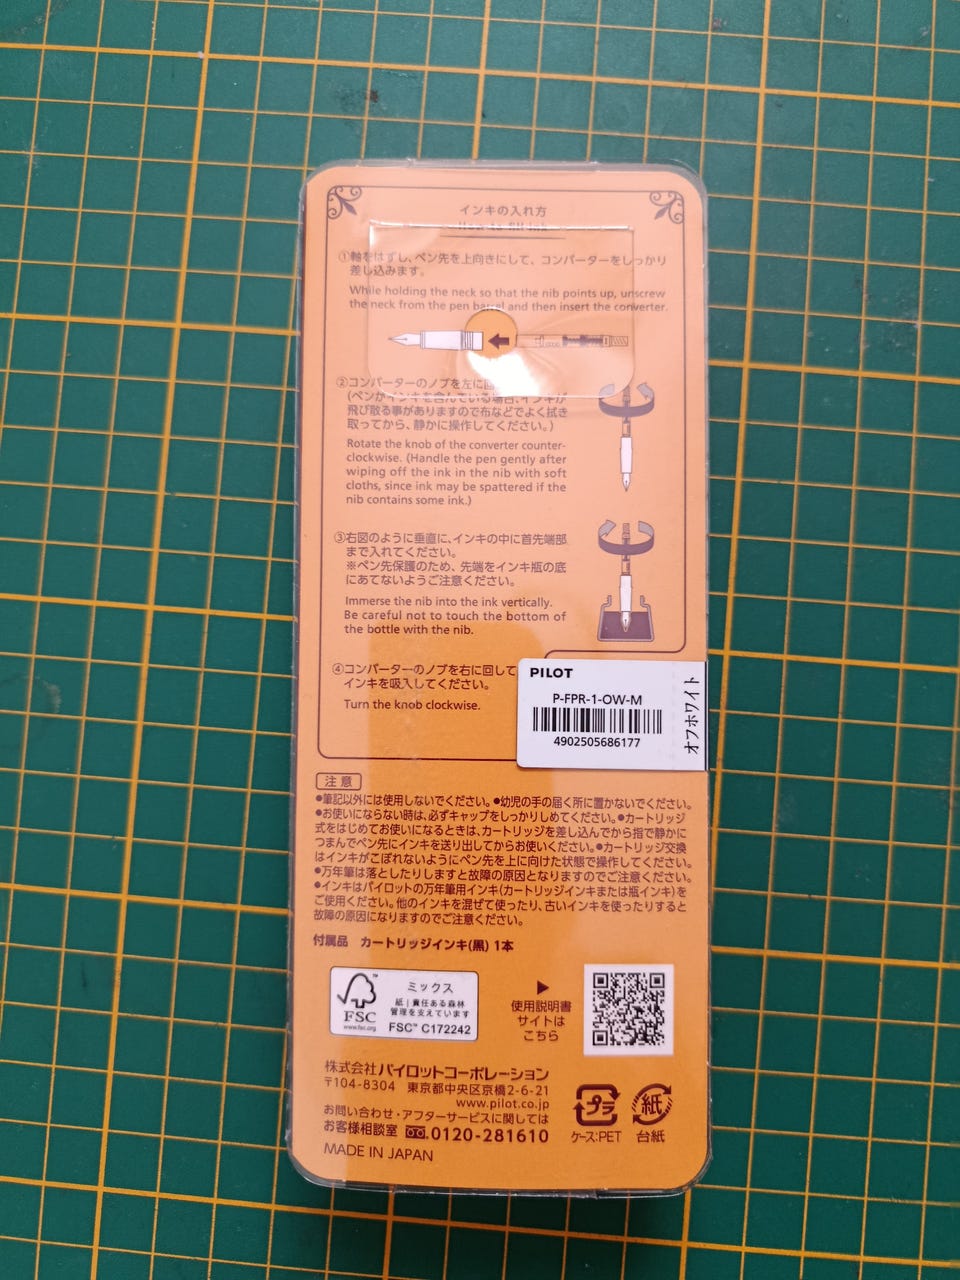 インキの入れ方
How to fill ink
①軸をはずし、ペン先を上向きにして、コンバーターをしっかり
差し込みます。
While holding the neck so that the nib points up, unscrew
the neck from the pen barrel and then insert the converter.
②コンバーターのノブを左に回
(ペンがインキを含んでいる場合、インキが
飛び散る事がありますので布などでよく拭き
取ってから、静かに操作してください。)
Rotate the knob of the converter counter-
clockwise. (Handle the pen gently after
wiping off the ink in the nib with soft
cloths, since ink may be spattered if the
nib contains some ink.)
③右図のように垂直に、インキの中に首先端部
まで入れてください。
※ペン先保護のため、先端をインキ瓶の底
にあてないようご注意ください。
Immerse the nib into the ink vertically.
Be careful not to touch the bottom of
the bottle with the nib.
④コンバーターのノブを右に回して
インキを吸入してください。
Turn the knob clockwise.
PILOT
P-FPR-1-OW-M
4902505686177
オフホワイト
注意
●筆記以外には使用しないでください。●幼児の手の届く所に置かないでください。
●お使いにならない時は、必ずキャップをしっかりしめてください。●カートリッジ
式をはじめてお使いになるときは、カートリッジを差し込んでから指で静かに
つまんでペン先にインキを送り出してからお使いください。●カートリッジ交換
はインキがこぼれないようにペン先を上に向けた状態で操作してください。
●万年筆は落としたりしますと故障の原因となりますのでご注意ください。
●インキはパイロットの万年筆用インキ(カートリッジインキまたは瓶インキ)を
ご使用ください。他のインキを混ぜて使ったり、古いインキを使ったりすると
故障の原因になりますのでご注意ください。
付属品 カートリッジインキ(黒) 1本
FSC
www.fsc.org
ミックス
紙|責任ある森林
管理を支えています
FSC™ C172242
▶
使用説明書
サイトは
こちら
株式会社パイロットコーポレーション
〒104-8304 東京都中央区京橋2-6-21
www.pilot.co.jp
お問い合わせ・アフターサービスに関しては
お客様相談室 0120-281610
MADE IN JAPAN
プラ
ケース:PET
紙
台紙